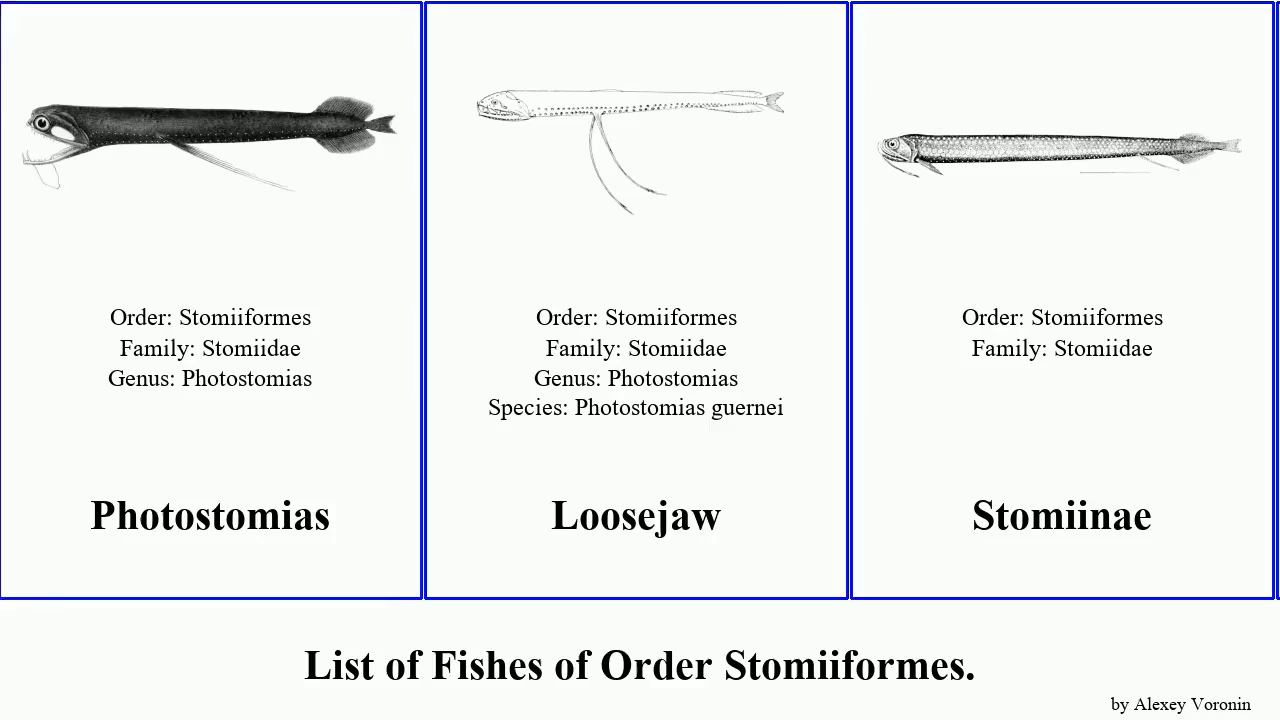 Order: Stomiiformes
Family: Stomiidae
Genus: Photostomias
Photostomias
Order: Stomiiformes
Family: Stomiidae
Genus: Photostomias
Species: Photostomias guernei
Loosejaw
Order: Stomiiformes
Family: Stomiidae
Stomiinae
List of Fishes of Order Stomiiformes.
by Alexey Voronin